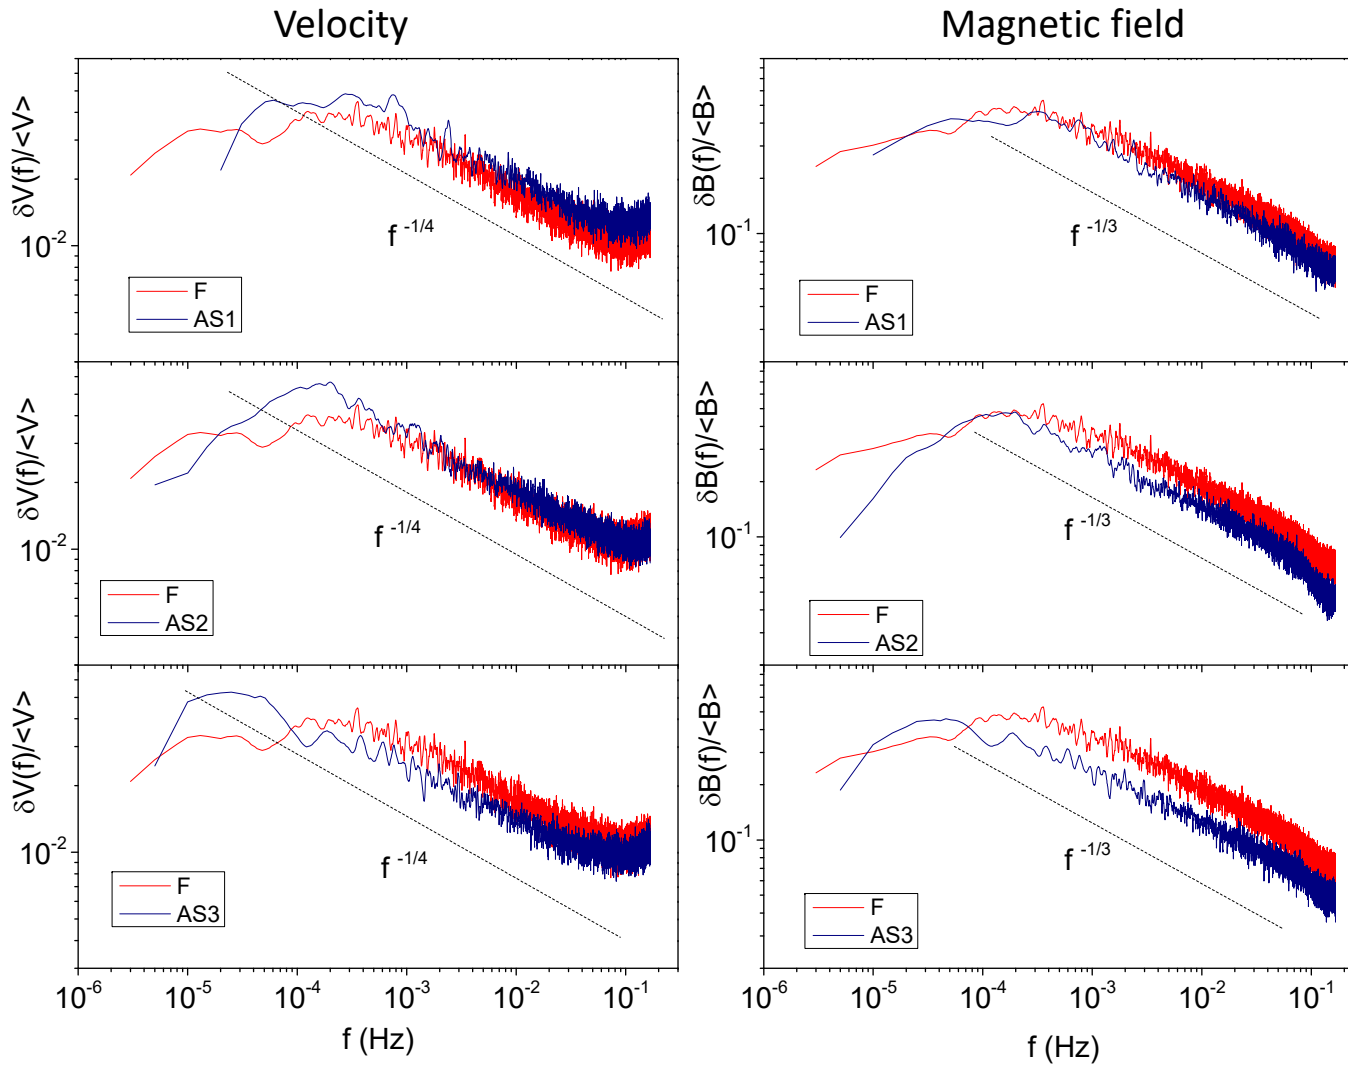 Velocity
Magnetic field
δV(f)/<V>
10-2
f -1/4
F
AS1
δB(f)/<B>
10-1
f -1/3
F
AS1
δV(f)/<V>
10-2
f -1/4
F
AS2
δB(f)/<B>
10-1
f -1/3
F
AS2
δV(f)/<V>
10-2
f -1/4
F
AS3
10-6 10-5 10-4 10-3 10-2 10-1
f (Hz)
δB(f)/<B>
10-1
f -1/3
F
AS3
10-6 10-5 10-4 10-3 10-2 10-1
f (Hz)